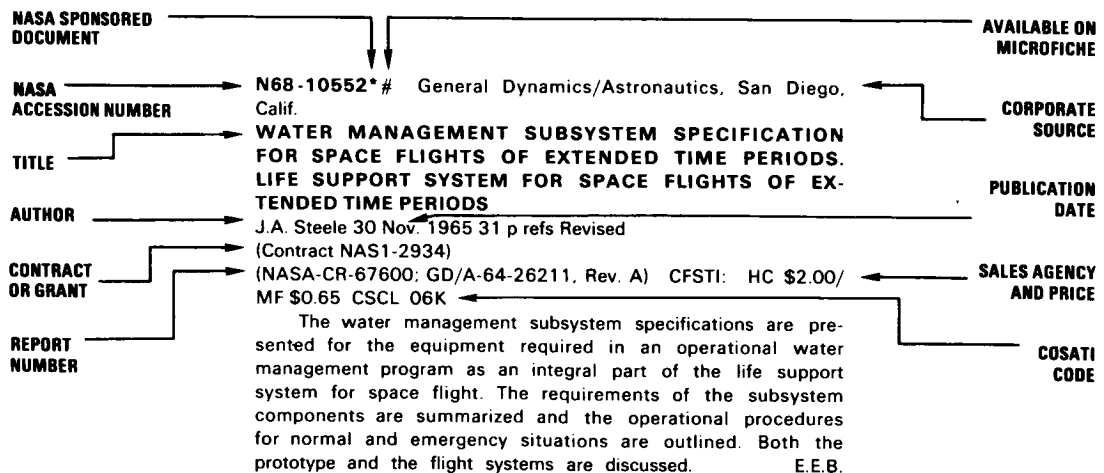 NASA SPONSORED
DOCUMENT
AVAILABLE ON
MICROFICHE
NASA
ACCESSION NUMBER
N68-10552*# General Dynamics/Astronautics, San Diego,
Calif.
CORPORATE
SOURCE
TITLE
WATER MANAGEMENT SUBSYSTEM SPECIFICATION
FOR SPACE FLIGHTS OF EXTENDED TIME PERIODS.
LIFE SUPPORT SYSTEM FOR SPACE FLIGHTS OF EX-
TENDED TIME PERIODS
PUBLICATION
DATE
AUTHOR
J.A. Steele 30 Nov. 1965 31 p refs Revised
(Contract NAS1-2934)
CONTRACT
OR GRANT
(NASA-CR-67600; GD/A-64-26211, Rev. A) CFSTI: HC $2.00/
MF $0.65 CSCL 06K
SALES AGENCY
AND PRICE
REPORT
NUMBER
COSATI
CODE
The water management subsystem specifications are pre-
sented for the equipment required in an operational water
management program as an integral part of the life support
system for space flight. The requirements of the subsystem
components are summarized and the operational procedures
for normal and emergency situations are outlined. Both the
prototype and the flight systems are discussed. E.E.B.